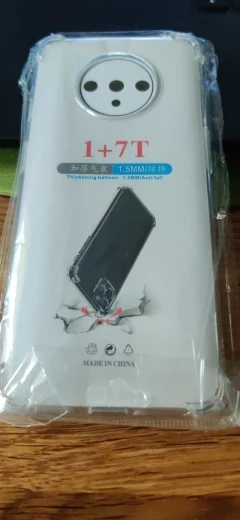 1+7T
加厚气囊 1.5MM/防摔
Thickening balloon 1.5MM/Anti fall
MADE IN CHINA